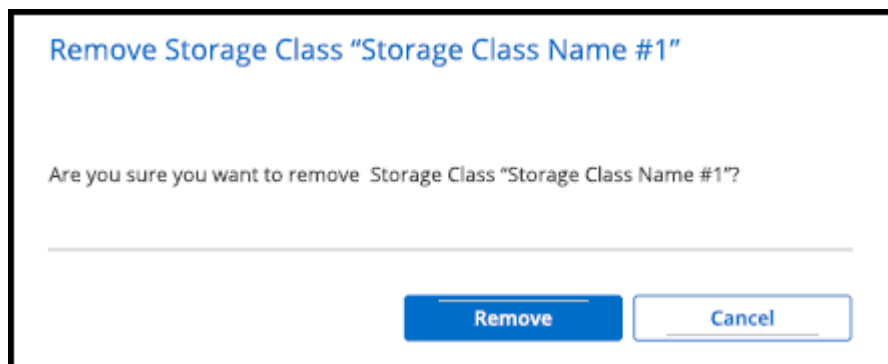 Remove Storage Class “Storage Class Name #1”
Are you sure you want to remove  Storage Class “Storage Class Name #1”?
Remove
Cancel